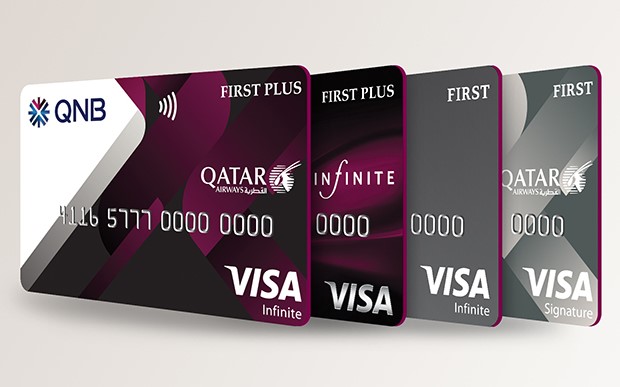 QNB
FIRST PLUS
QATAR
AIRWAYS القطرية
4116 5777 0000 0000
VISA
Infinite
FIRST PLUS
INFINITE
0000
VISA
FIRST
0000
VISA
FIRST
QATAR
AIRWAYS القطرية
0000
VISA
Signature